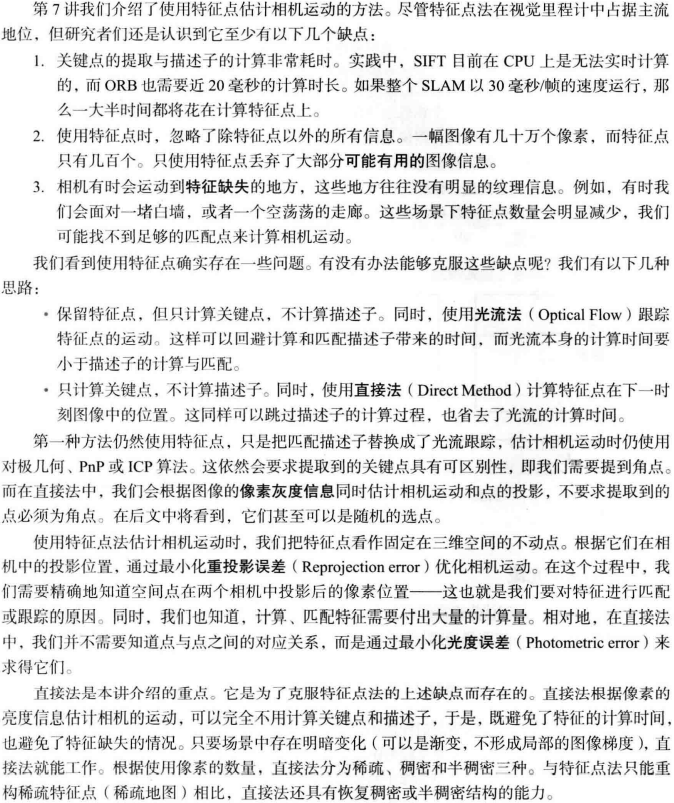 第 7 讲我们介绍了使用特征点估计相机运动的方法。尽管特征点法在视觉里程计中占据主流
地位，但研究者们还是认识到它至少有以下几个缺点：
1. 关键点的提取与描述子的计算非常耗时。实践中，SIFT 目前在 CPU 上是无法实时计算
的，而 ORB 也需要近 20 毫秒的计算时长。如果整个 SLAM 以 30 毫秒/帧的速度运行，那
么一大半时间都将花在计算特征点上。
2. 使用特征点时，忽略了除特征点以外的所有信息。一幅图像有几十万个像素，而特征点
只有几百个。只使用特征点丢弃了大部分可能有用的图像信息。
3. 相机有时会运动到特征缺失的地方，这些地方往往没有明显的纹理信息。例如，有时我
们会面对一堵白墙，或者一个空荡荡的走廊。这些场景下特征点数量会明显减少，我们
可能找不到足够的匹配点来计算相机运动。
我们看到使用特征点确实存在一些问题。有没有办法能够克服这些缺点呢？我们有以下几种
思路：
• 保留特征点，但只计算关键点，不计算描述子。同时，使用光流法（Optical Flow）跟踪
特征点的运动。这样可以回避计算和匹配描述子带来的时间，而光流本身的计算时间要
小于描述子的计算与匹配。
• 只计算关键点，不计算描述子。同时，使用直接法（Direct Method）计算特征点在下一时
刻图像中的位置。这同样可以跳过描述子的计算过程，也省去了光流的计算时间。
第一种方法仍然使用特征点，只是把匹配描述子替换成了光流跟踪，估计相机运动时仍使用
对极几何、PnP 或 ICP 算法。这依然会要求提取到的关键点具有可区别性，即我们需要提到角点。
而在直接法中，我们会根据图像的像素灰度信息同时估计相机运动和点的投影，不要求提取到的
点必须为角点。在后文中将看到，它们甚至可以是随机的选点。
使用特征点法估计相机运动时，我们把特征点看作固定在三维空间的不动点。根据它们在相
机中的投影位置，通过最小化重投影误差（Reprojection error）优化相机运动。在这个过程中，我
们需要精确地知道空间点在两个相机中投影后的像素位置——这也就是我们要对特征进行匹配
或跟踪的原因。同时，我们也知道，计算、匹配特征需要付出大量的计算量。相对地，在直接法
中，我们并不需要知道点与点之间的对应关系，而是通过最小化光度误差（Photometric error）来
求得它们。
直接法是本讲介绍的重点。它是为了克服特征点法的上述缺点而存在的。直接法根据像素的
亮度信息估计相机的运动，可以完全不用计算关键点和描述子，于是，既避免了特征的计算时间，
也避免了特征缺失的情况。只要场景中存在明暗变化（可以是渐变，不形成局部的图像梯度），直
接法就能工作。根据使用像素的数量，直接法分为稀疏、稠密和半稠密三种。与特征点法只能重
构稀疏特征点（稀疏地图）相比，直接法还具有恢复稠密或半稠密结构的能力。